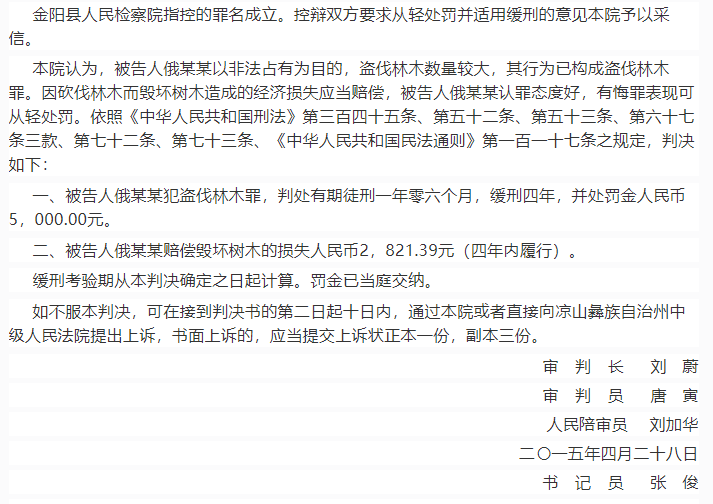 金阳县人民检察院指控的罪名成立。控辩双方要求从轻处罚并适用缓刑的意见本院予以采
信。
本院认为，被告人俄某某以非法占有为目的，盗伐林木数量较大，其行为已构成盗伐林木
罪。因砍伐林木而毁坏树木造成的经济损失应当赔偿，被告人俄某某认罪态度好，有悔罪表现可
从轻处罚。依照《中华人民共和国刑法》第三百四十五条、第五十二条、第五十三条、第六十七
条三款、第七十二条、第七十三条、《中华人民共和国民法通则》第一百一十七条之规定，判决
如下：
一、被告人俄某某犯盗伐林木罪，判处有期徒刑一年零六个月，缓刑四年，并处罚金人民币
5，000.00元。
二、被告人俄某某赔偿毁坏树木的损失人民币2，821.39元（四年内履行）。
缓刑考验期从本判决确定之日起计算。罚金已当庭交纳。
如不服本判决，可在接到判决书的第二日起十日内，通过本院或者直接向凉山彝族自治州中
级人民法院提出上诉，书面上诉的，应当提交上诉状正本一份，副本三份。
审　判　长　　刘　蔚
审　判　员　　唐　寅
人民陪审员　　刘加华
二〇一五年四月二十八日
书　记　员　　张　俊